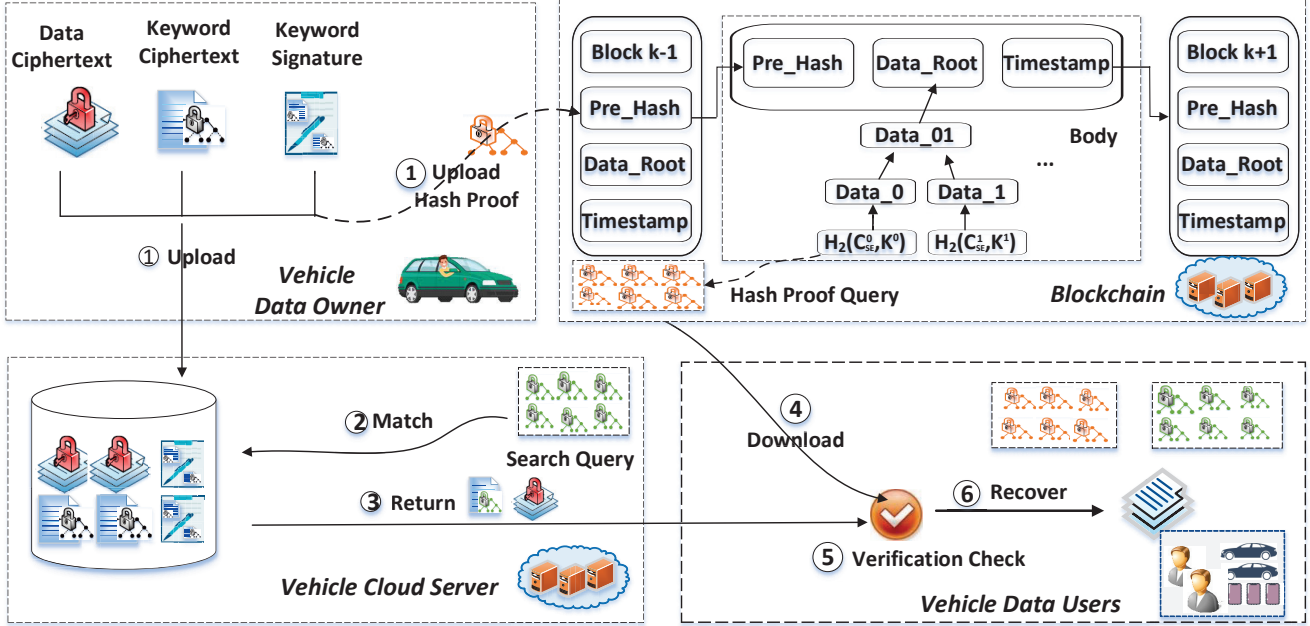 Data
Ciphertext
Keyword
Ciphertext
Keyword
Signature
① Upload
Hash Proof
① Upload
Vehicle
Data Owner
Block k-1
Pre_Hash
Data_Root
Timestamp
Pre_Hash
Data_Root
Timestamp
Data_01
Body
...
Data_0
Data_1
H₂(C⁰_SE,K⁰)
H₂(C¹_SE,K¹)
Hash Proof Query
Block k+1
Pre_Hash
Data_Root
Timestamp
Blockchain
② Match
Search Query
③ Return
Vehicle Cloud Server
④
Download
⑤ Verification Check
⑥ Recover
Vehicle Data Users